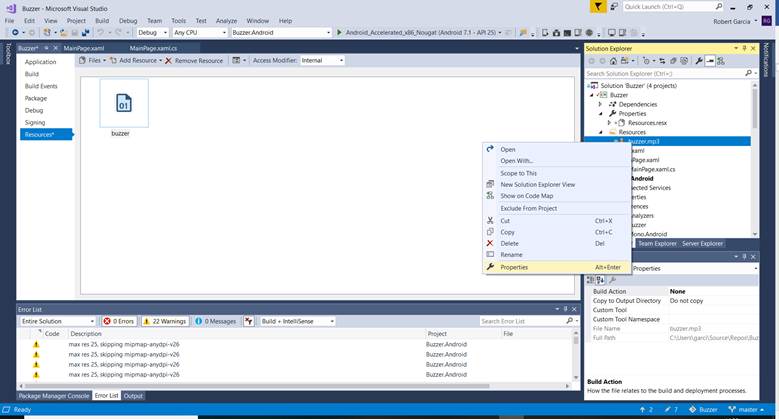 Buzzer - Microsoft Visual Studio
Quick Launch (Ctrl+Q)
File Edit View Project Build Debug Team Tools Test Analyze Window Help
Robert Garcia RG
Debug Any CPU Buzzer.Android Android_Accelerated_x86_Nougat (Android 7.1 - API 25)
Toolbox
Notifications
Buzzer* MainPage.xaml MainPage.xaml.cs
Application
Build
Build Events
Package
Debug
Signing
Resources*
Files Add Resource Remove Resource Access Modifier: Internal
01
buzzer
Solution Explorer
Search Solution Explorer (Ctrl+;)
Solution 'Buzzer' (4 projects)
Buzzer
Dependencies
Properties
Resources.resx
Resources
buzzer.mp3
.xaml
Page.xaml
MainPage.xaml.cs
Android
nected Services
erties
rences
nalyzers
uzzer
Mono.Android
Team Explorer Server Explorer
Open
Open With...
Scope to This
New Solution Explorer View
Show on Code Map
Exclude From Project
Cut Ctrl+X
Copy Ctrl+C
Delete Del
Rename
Properties Alt+Enter
Properties
Build Action None
Copy to Output Directory Do not copy
Custom Tool
Custom Tool Namespace
File Name buzzer.mp3
Full Path C:\Users\garci\Source\Repos\Buz
Build Action
How the file relates to the build and deployment processes.
Error List
Entire Solution 0 Errors 22 Warnings 0 Messages Build + IntelliSense Search Error List
Code Description Project File
max res 25, skipping mipmap-anydpi-v26 Buzzer.Android
max res 25, skipping mipmap-anydpi-v26 Buzzer.Android
max res 25, skipping mipmap-anydpi-v26 Buzzer.Android
max res 25, skipping mipmap-anydpi-v26 Buzzer.Android
Package Manager Console Error List Output
Ready 2 7 Buzzer master